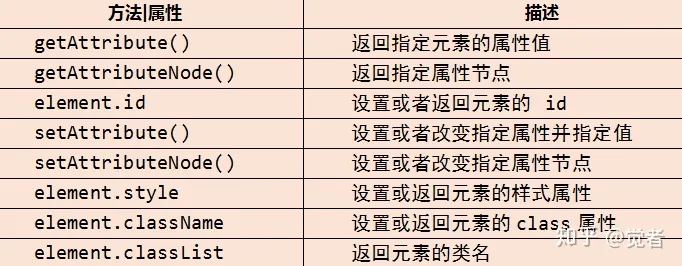 方法|属性 描述
getAttribute() 返回指定元素的属性值
getAttributeNode() 返回指定属性节点
element.id 设置或者返回元素的 id
setAttribute() 设置或者改变指定属性并指定值
setAttributeNode() 设置或者改变指定属性节点
element.style 设置或返回元素的样式属性
element.className 设置或返回元素的class属性
element.classList 返回元素的类名
知乎 @觉者